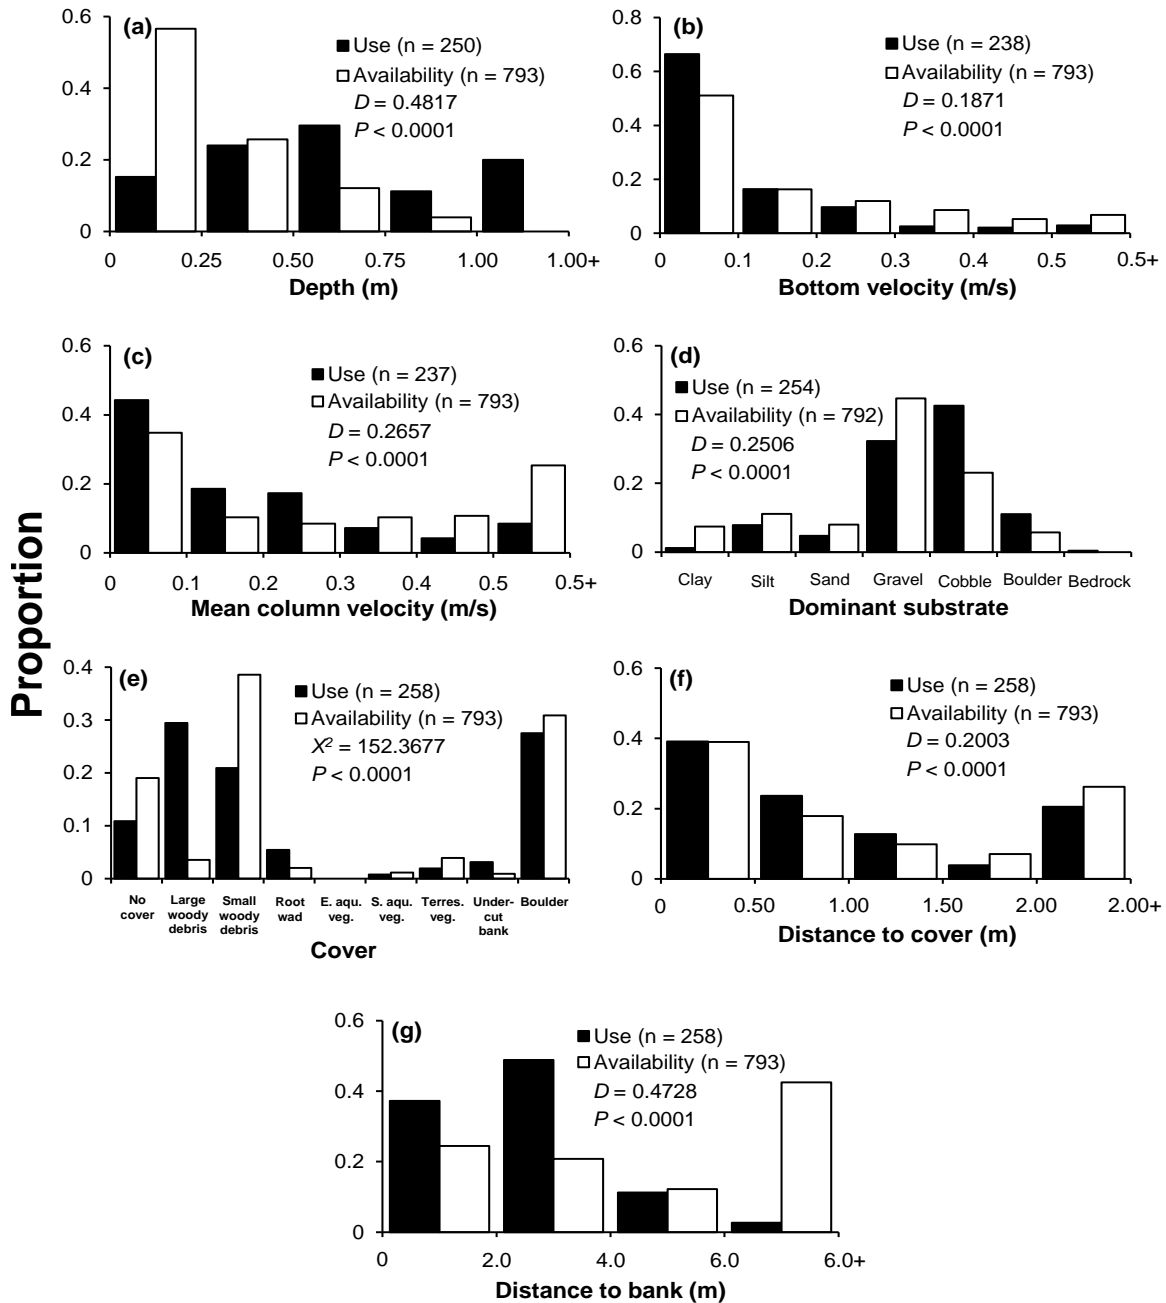 Proportion
(a)
Use (n = 250)
Availability (n = 793)
D = 0.4817
P < 0.0001
0.6
0.4
0.2
0
0 0.25 0.50 0.75 1.00 1.00+
Depth (m)
(b)
Use (n = 238)
Availability (n = 793)
D = 0.1871
P < 0.0001
0.8
0.6
0.4
0.2
0
0 0.1 0.2 0.3 0.4 0.5 0.5+
Bottom velocity (m/s)
(c)
Use (n = 237)
Availability (n = 793)
D = 0.2657
P < 0.0001
0.6
0.4
0.2
0
0 0.1 0.2 0.3 0.4 0.5 0.5+
Mean column velocity (m/s)
(d)
Use (n = 254)
Availability (n = 792)
D = 0.2506
P < 0.0001
0.6
0.4
0.2
0
Clay Silt Sand Gravel Cobble Boulder Bedrock
Dominant substrate
(e)
Use (n = 258)
Availability (n = 793)
X² = 152.3677
P < 0.0001
0.4
0.3
0.2
0.1
0
No Large Small Root E. aqu. S. aqu. Terres. Under- Boulder
cover woody woody wad veg. veg. veg. cut
debris debris bank
Cover
(f)
Use (n = 258)
Availability (n = 793)
D = 0.2003
P < 0.0001
0.6
0.4
0.2
0
0 0.50 1.00 1.50 2.00 2.00+
Distance to cover (m)
(g)
Use (n = 258)
Availability (n = 793)
D = 0.4728
P < 0.0001
0.6
0.4
0.2
0
0 2.0 4.0 6.0 6.0+
Distance to bank (m)